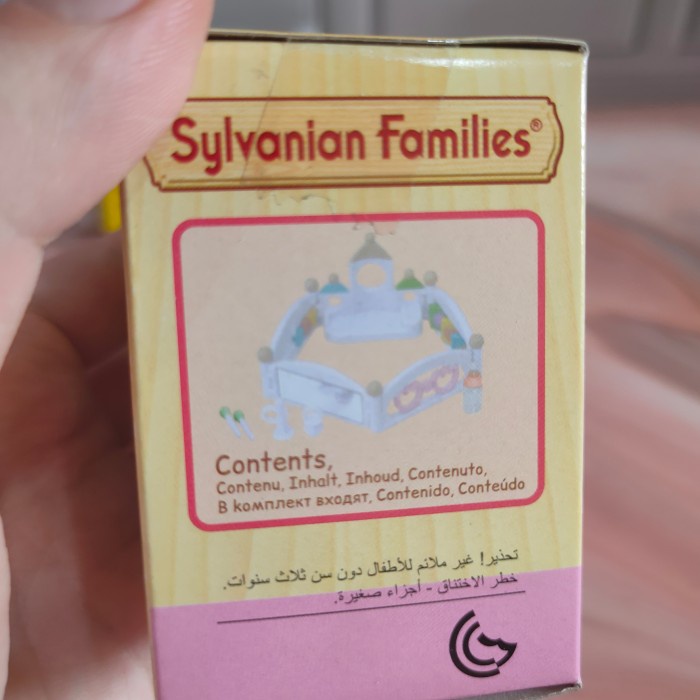 Sylvanian Families®
Contents,
Contenu, Inhalt, Inhoud, Contenuto,
В комплект входят, Contenido, Conteúdo
تحذير! غير ملائم للأطفال دون سن ثلاث سنوات.
خطر الاختناق - أجزاء صغيرة.